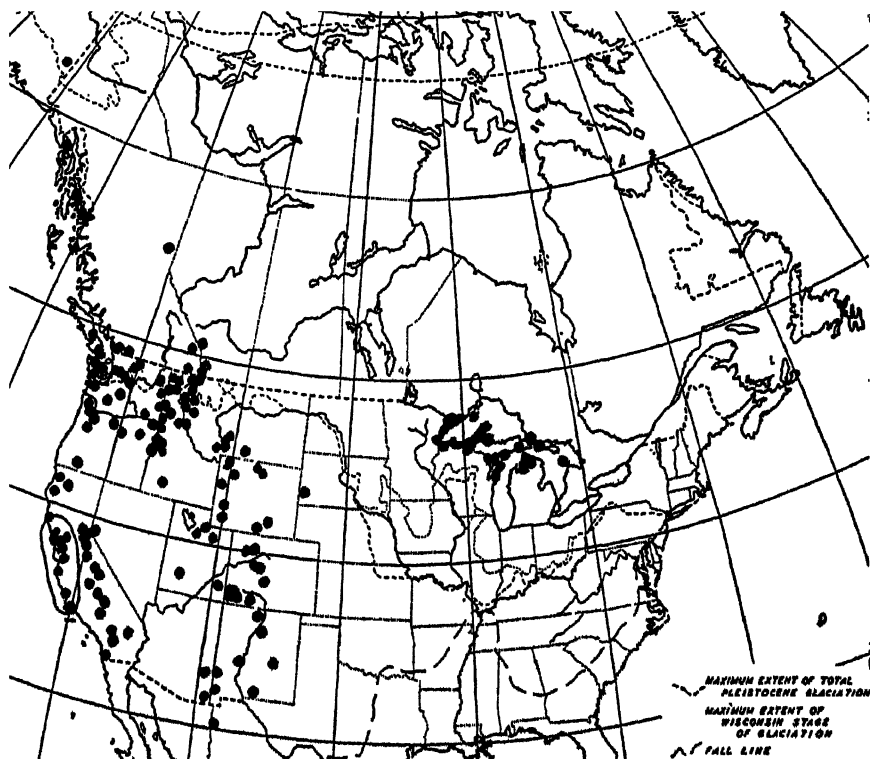 MAXIMUM EXTENT OF TOTAL
PLEISTOCENE GLACIATION
MAXIMUM EXTENT OF
WISCONSIN STAGE
OF GLACIATION
FALL LINE